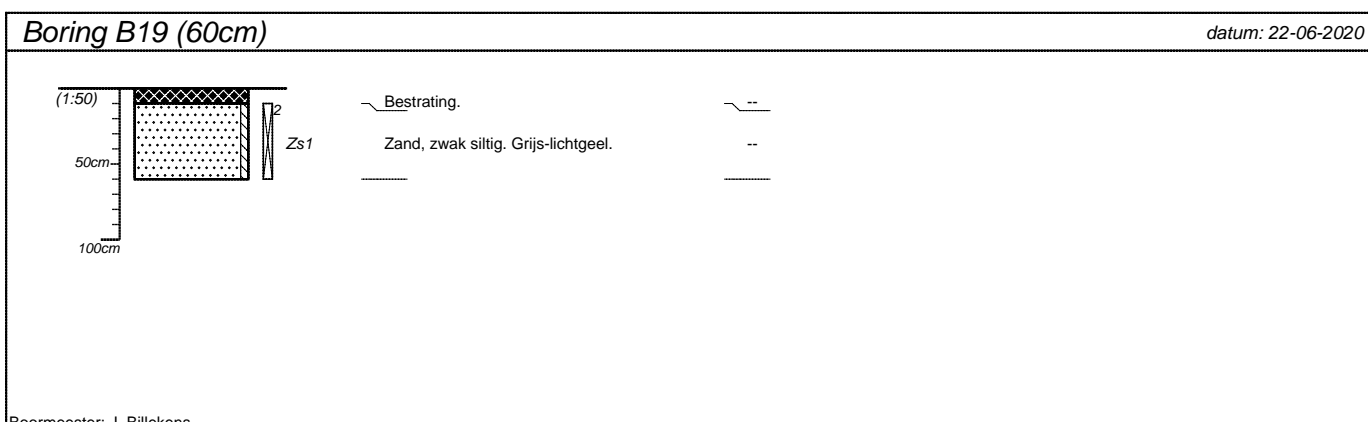 Boring B19 (60cm) datum: 22-06-2020
(1:50) Bestrating. --
2
Zs1 Zand, zwak siltig. Grijs-lichtgeel. --
50cm
100cm